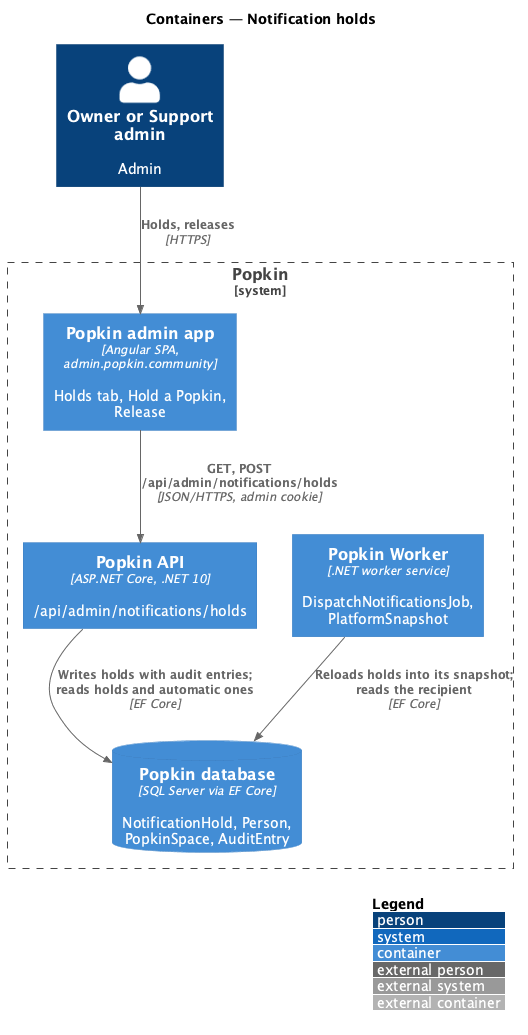 Containers — Notification holds
Owner or Support
admin
Admin
Holds, releases
[HTTPS]
Popkin
[system]
Popkin admin app
[Angular SPA,
admin.popkin.community]
Holds tab, Hold a Popkin,
Release
GET, POST
/api/admin/notifications/holds
[JSON/HTTPS, admin cookie]
Popkin API
[ASP.NET Core, .NET 10]
/api/admin/notifications/holds
Popkin Worker
[.NET worker service]
DispatchNotificationsJob,
PlatformSnapshot
Writes holds with audit entries;
reads holds and automatic ones
[EF Core]
Reloads holds into its snapshot;
reads the recipient
[EF Core]
Popkin database
[SQL Server via EF Core]
NotificationHold, Person,
PopkinSpace, AuditEntry
Legend
person
system
container
external person
external system
external container